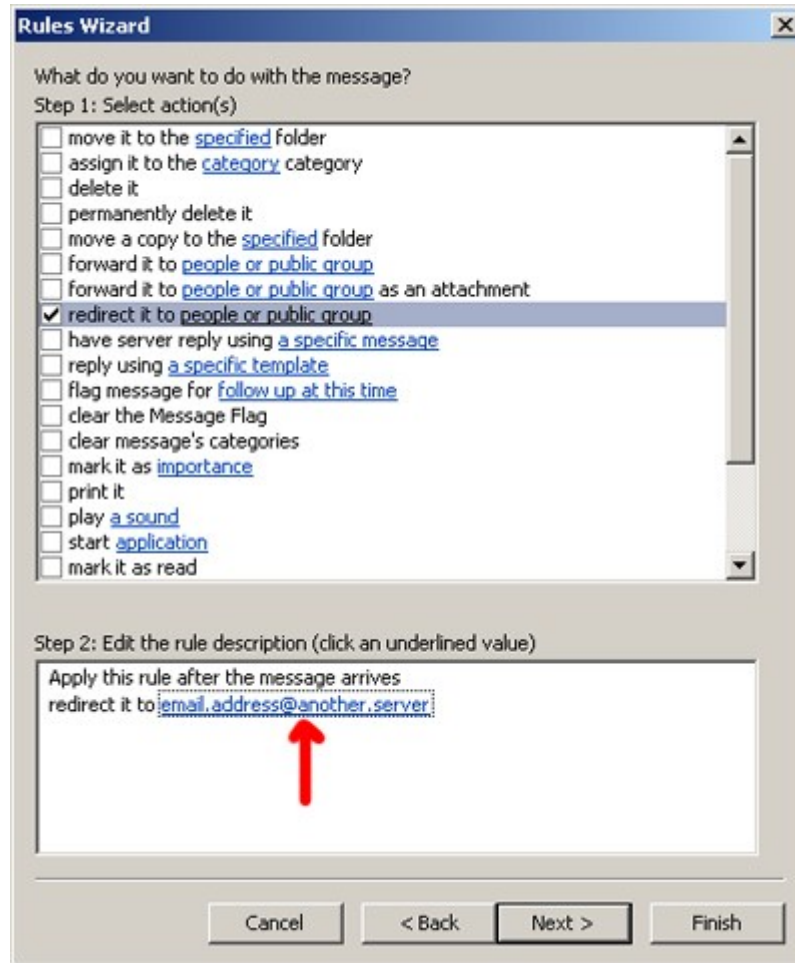 Rules Wizard
What do you want to do with the message?
Step 1: Select action(s)
move it to the specified folder
assign it to the category category
delete it
permanently delete it
move a copy to the specified folder
forward it to people or public group
forward it to people or public group as an attachment
redirect it to people or public group
have server reply using a specific message
reply using a specific template
flag message for follow up at this time
clear the Message Flag
clear message's categories
mark it as importance
print it
play a sound
start application
mark it as read
Step 2: Edit the rule description (click an underlined value)
Apply this rule after the message arrives
redirect it to email.address@another.server
Cancel < Back Next > Finish